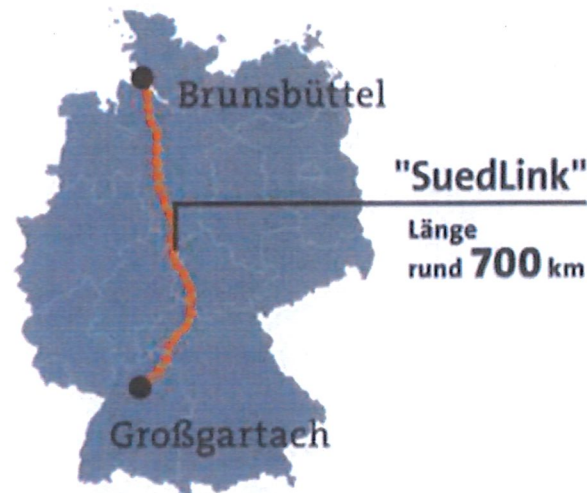 Brunsbüttel
"SuedLink"
Länge
rund 700 km
Großgartach